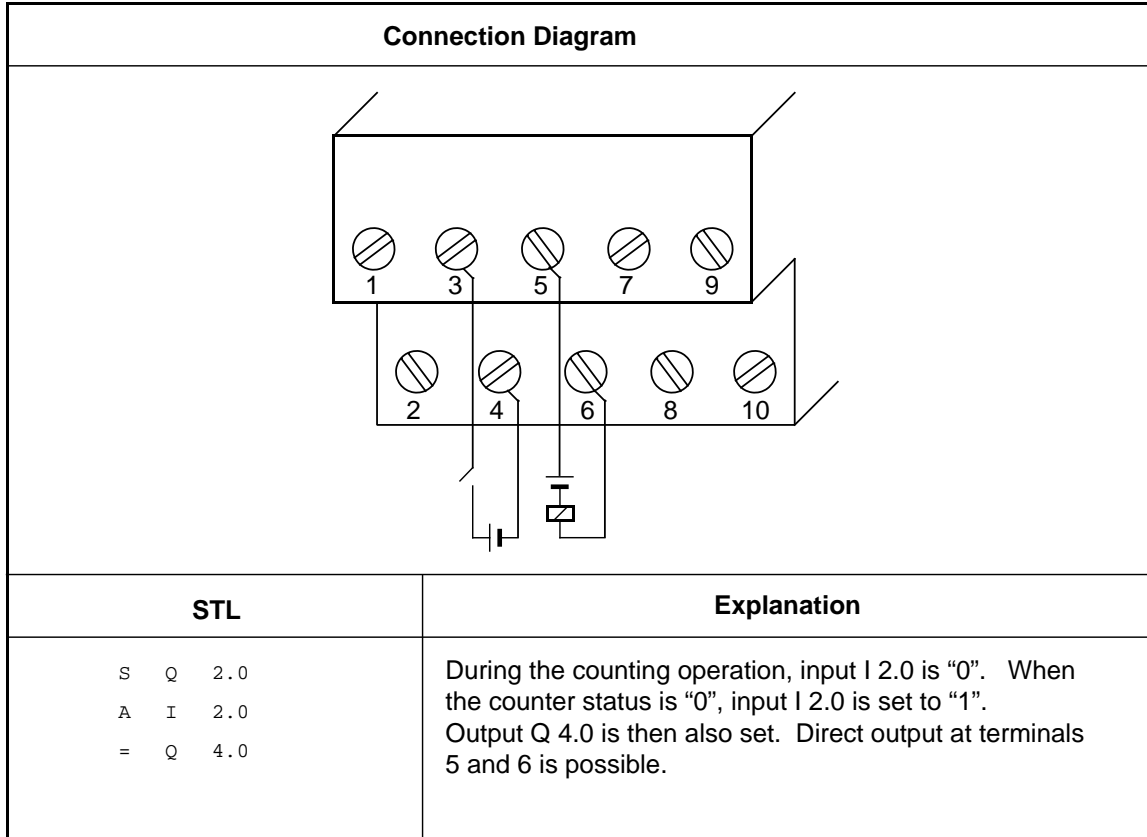 Connection Diagram
1 3 5 7 9
2 4 6 8 10
STL
Explanation
S Q 2.0
A I 2.0
= Q 4.0
During the counting operation, input I 2.0 is “0”. When
the counter status is “0”, input I 2.0 is set to “1”.
Output Q 4.0 is then also set. Direct output at terminals
5 and 6 is possible.